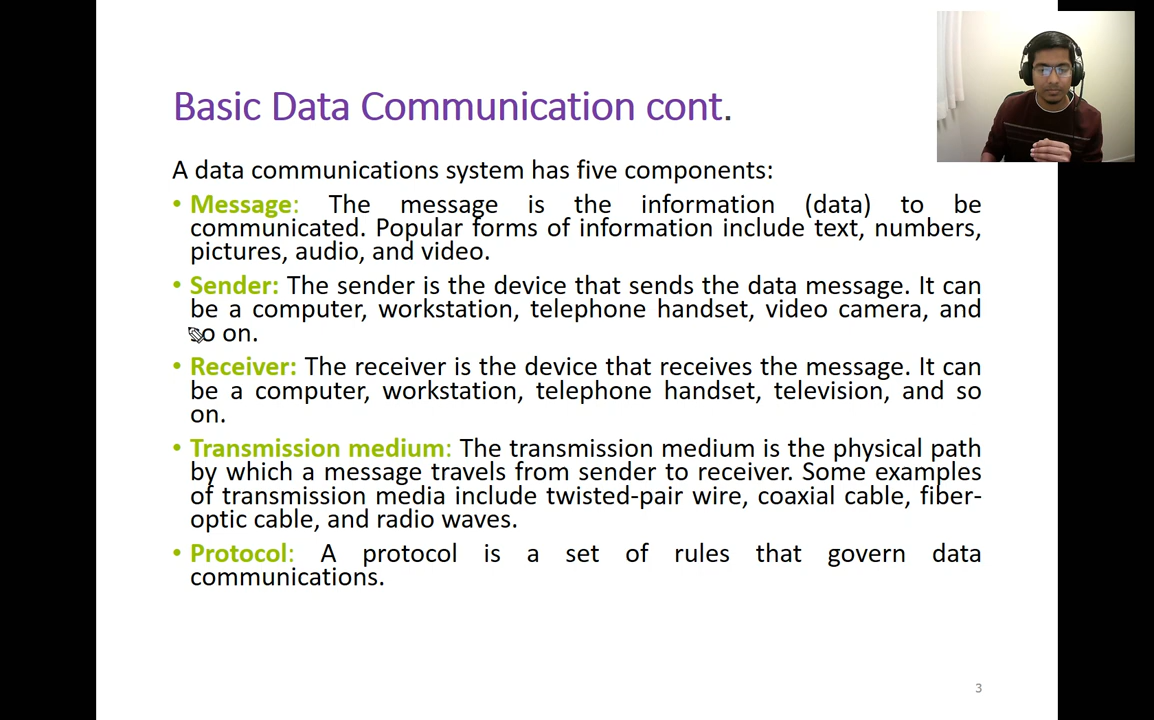 Basic Data Communication cont.
A data communications system has five components:
• Message: The message is the information (data) to be
communicated. Popular forms of information include text, numbers,
pictures, audio, and video.
• Sender: The sender is the device that sends the data message. It can
be a computer, workstation, telephone handset, video camera, and
so on.
• Receiver: The receiver is the device that receives the message. It can
be a computer, workstation, telephone handset, television, and so
on.
• Transmission medium: The transmission medium is the physical path
by which a message travels from sender to receiver. Some examples
of transmission media include twisted-pair wire, coaxial cable, fiber-
optic cable, and radio waves.
• Protocol: A protocol is a set of rules that govern data
communications.
3